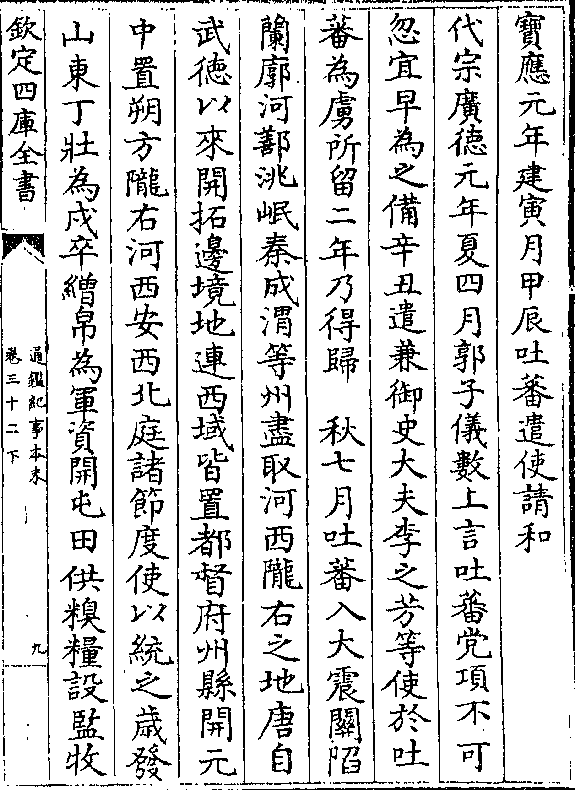 寶應元年建寅月甲辰吐蕃遣使請和
代宗廣德元年夏四月郭子儀數上言吐蕃党項不可
忽宜早為之備辛丑遣兼御史大夫李之芳等使於吐
蕃為虜所留二年乃得歸　秋七月吐蕃入大震關陷
蘭廓河鄯洮岷秦成渭等州盡取河西隴右之地唐自
武德以來開拓邊境地連西域皆置都督府州縣開元
中置朔方隴右河西安西北庭諸節度使以統之歲發
山東丁壯為戍卒繒帛為軍資開屯田供糗糧設監牧
欽定四庫全書
通鑑紀事本末
卷三十二下
九